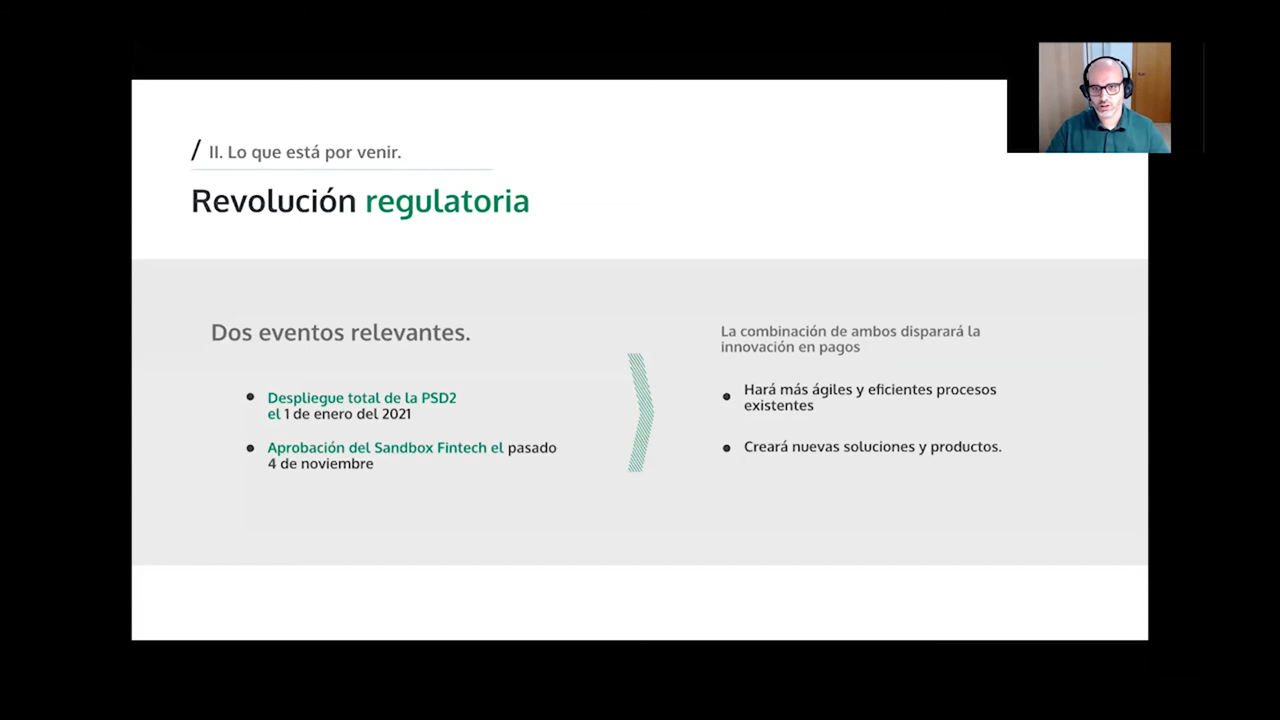 / II. Lo que está por venir.
Revolución regulatoria
Dos eventos relevantes.
● Despliegue total de la PSD2
el 1 de enero del 2021
● Aprobación del Sandbox Fintech el pasado
4 de noviembre
La combinación de ambos disparará la
innovación en pagos
● Hará más ágiles y eficientes procesos
existentes
● Creará nuevas soluciones y productos.